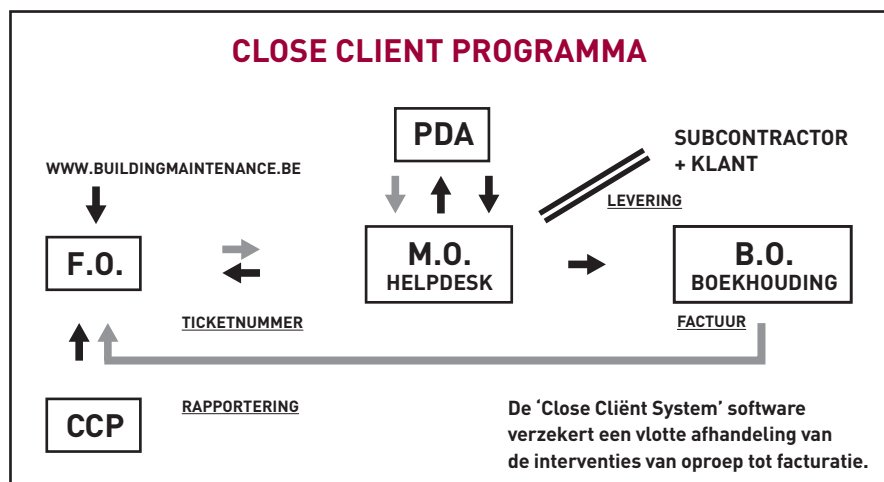 CLOSE CLIENT PROGRAMMA
PDA
SUBCONTRACTOR
+ KLANT
WWW.BUILDINGMAINTENANCE.BE
LEVERING
F.O.
M.O.
HELPDESK
B.O.
BOEKHOUDING
TICKETNUMMER
FACTUUR
CCP
RAPPORTERING
De ‘Close Cliënt System’ software
verzekert een vlotte afhandeling van
de interventies van oproep tot facturatie.